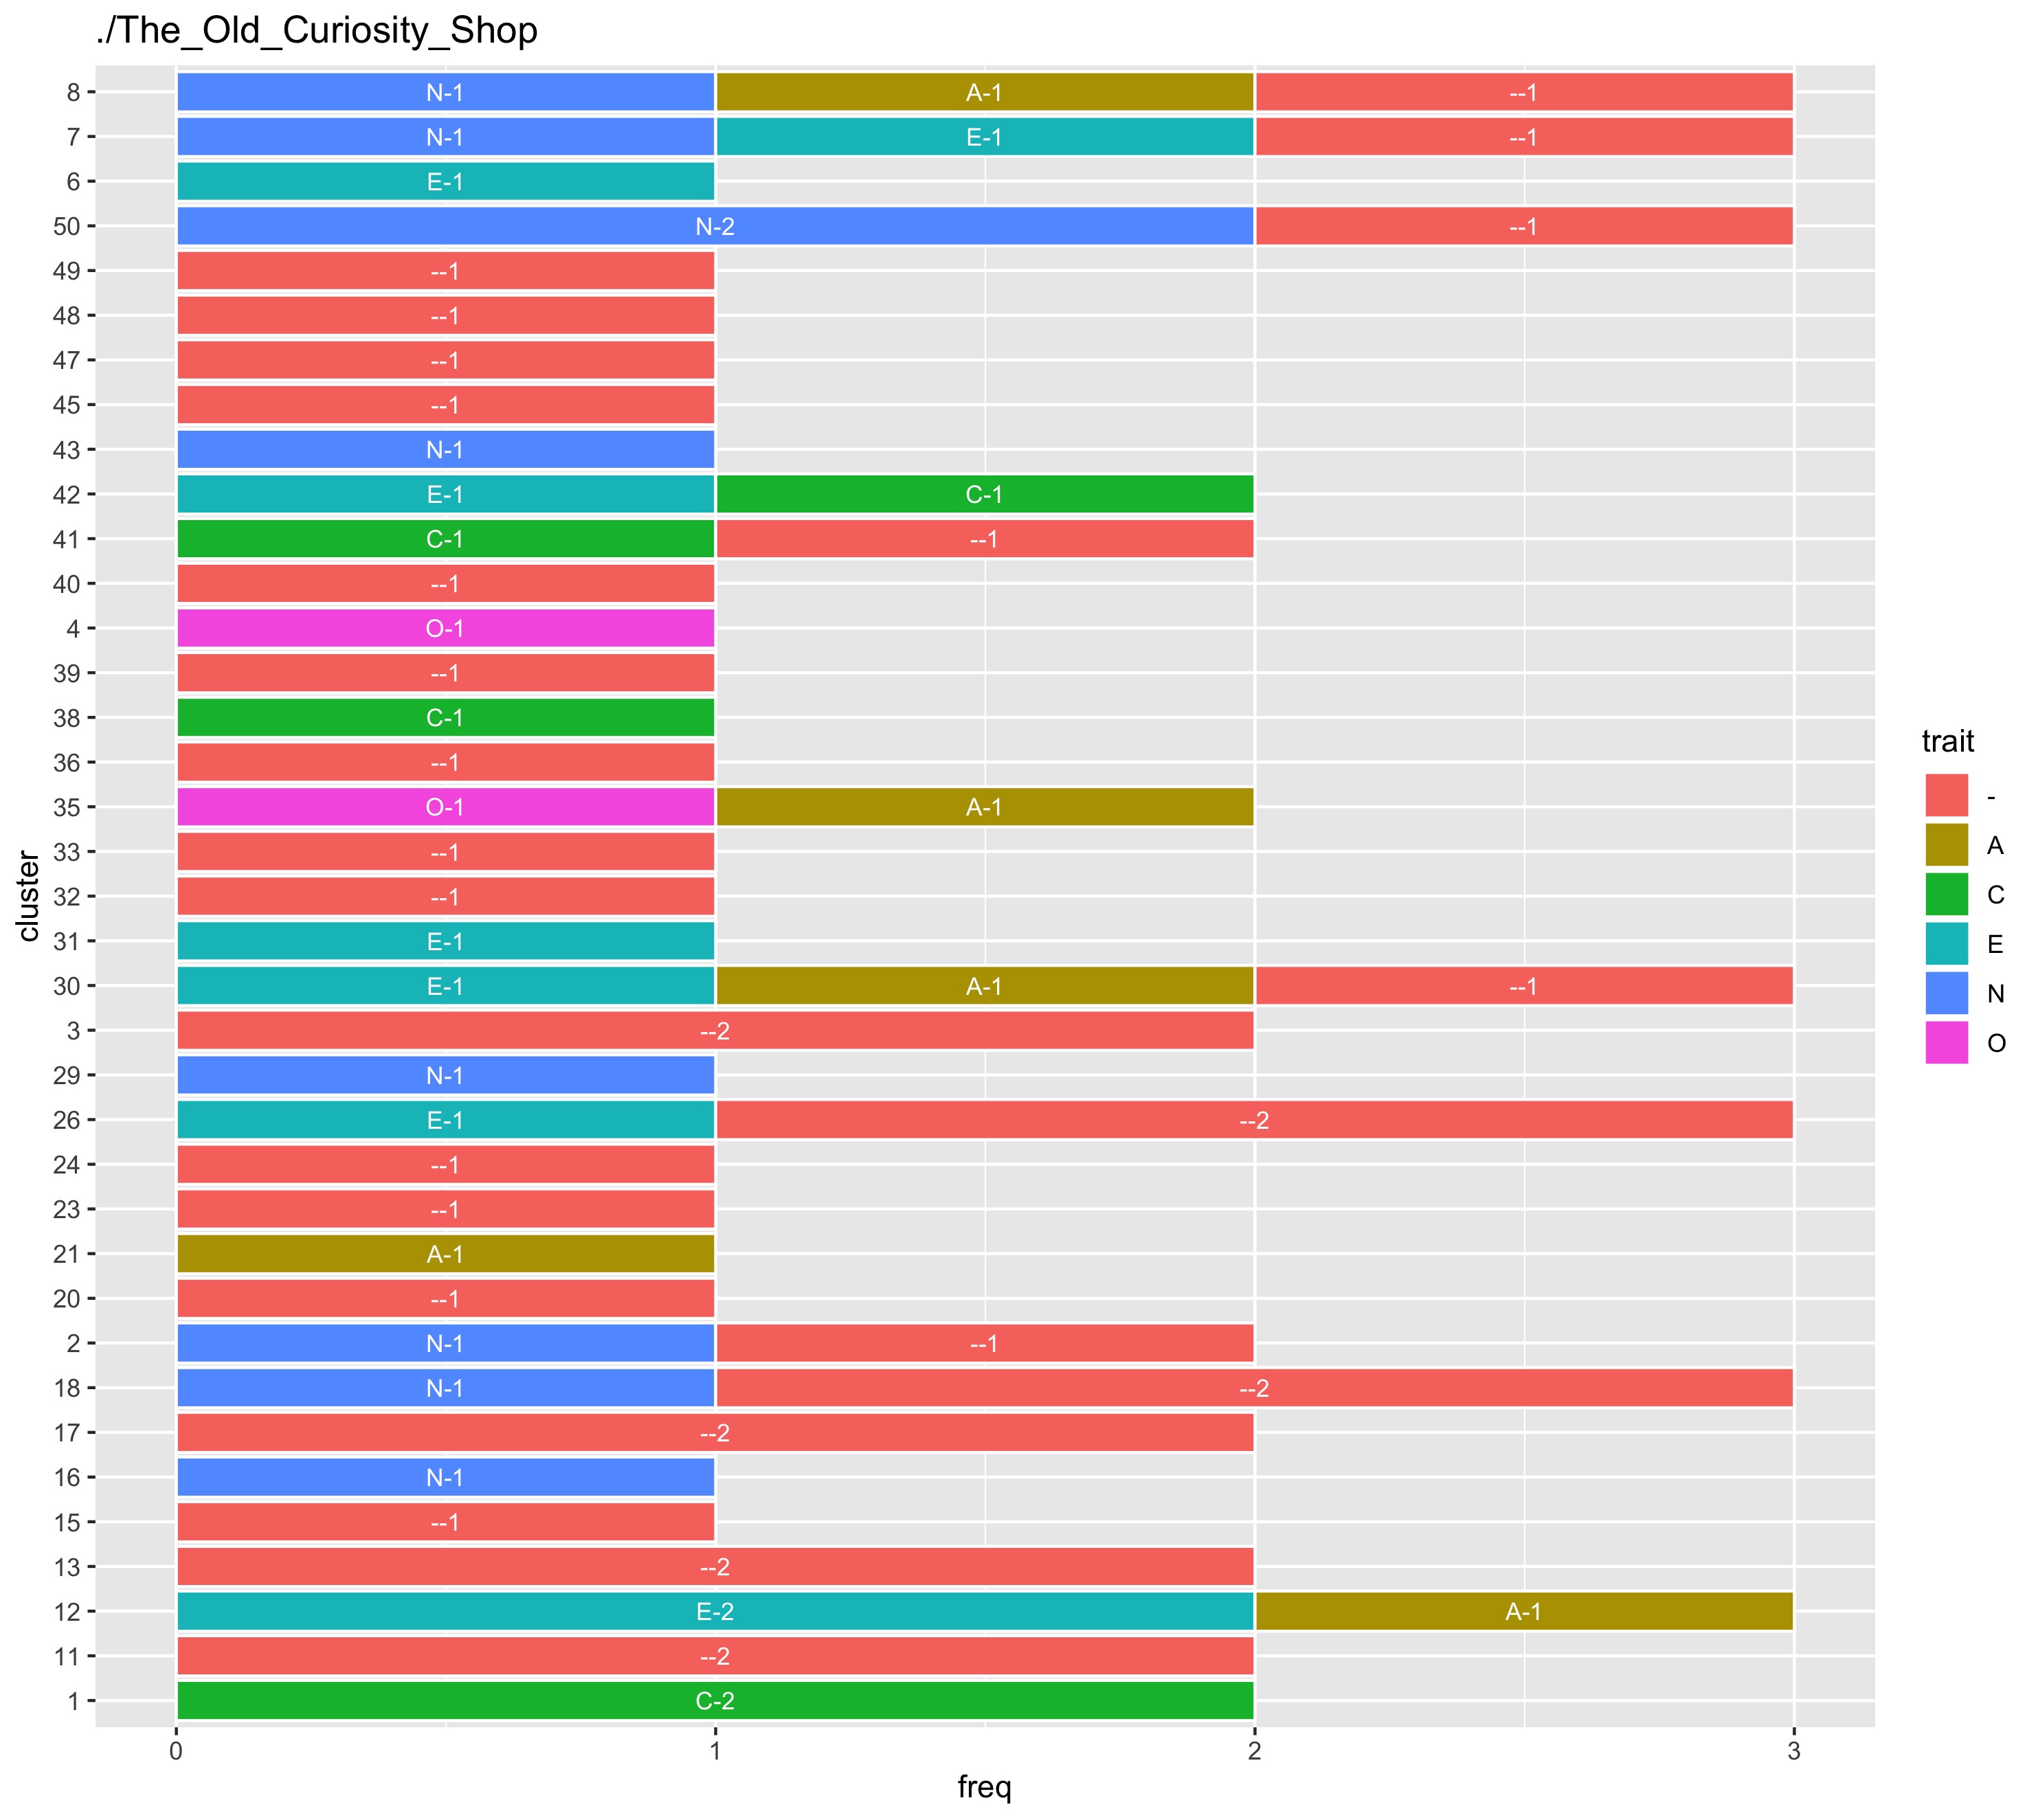 ./The_Old_Curiosity_Shop
8 N-1 A-1 --1
7 N-1 E-1 --1
6 E-1
50 N-2 --1
49 --1
48 --1
47 --1
45 --1
43 N-1
42 E-1 C-1
41 C-1 --1
40 --1
4 O-1
39 --1
38 C-1
36 --1
35 O-1 A-1
33 --1
32 --1
31 E-1
30 E-1 A-1 --1
3 --2
29 N-1
26 E-1 --2
24 --1
23 --1
21 A-1
20 --1
2 N-1 --1
18 N-1 --2
17 --2
16 N-1
15 --1
13 --2
12 E-2 A-1
11 --2
1 C-2
0 1 2 3
freq
cluster
trait
-
A
C
E
N
O